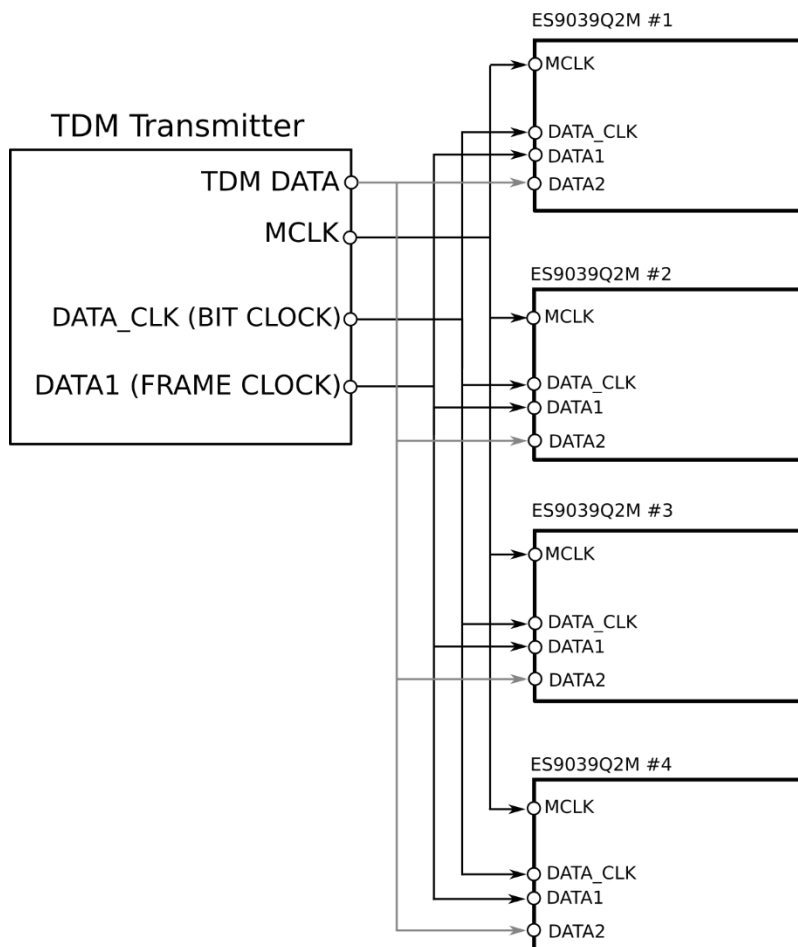 TDM Transmitter
TDM DATA
MCLK
DATA_CLK (BIT CLOCK)
DATA1 (FRAME CLOCK)
ES9039Q2M #1
MCLK
DATA_CLK
DATA1
DATA2
ES9039Q2M #2
MCLK
DATA_CLK
DATA1
DATA2
ES9039Q2M #3
MCLK
DATA_CLK
DATA1
DATA2
ES9039Q2M #4
MCLK
DATA_CLK
DATA1
DATA2